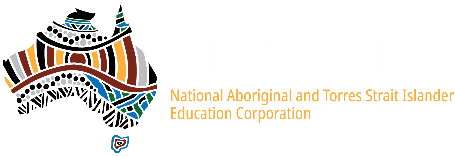 National Aboriginal and Torres Strait Islander
Education Corporation